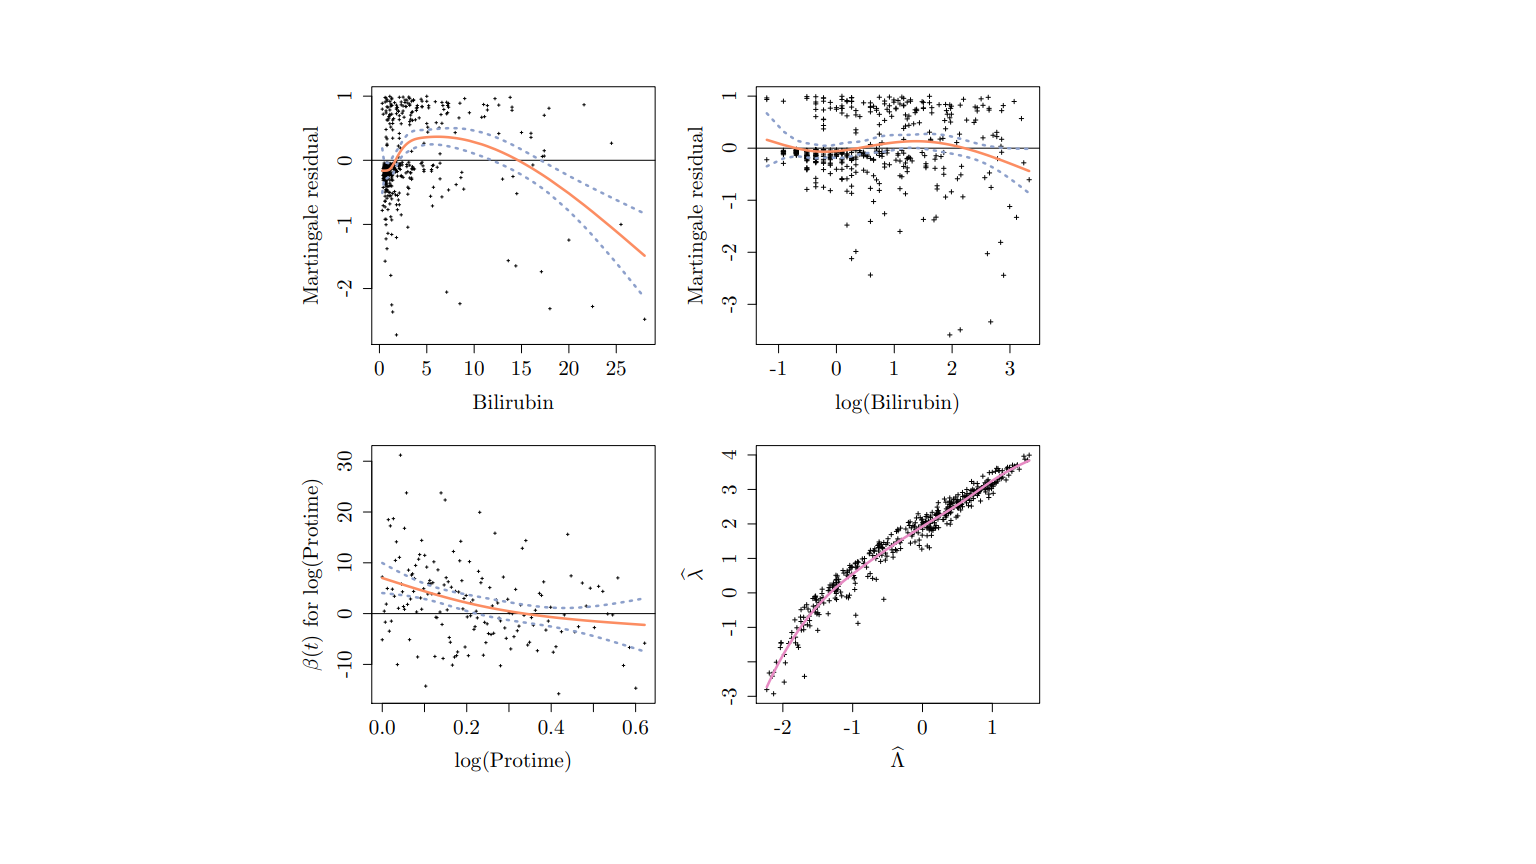 1
0
-1
-2
Martingale residual
0 5 10 15 20 25
Bilirubin
1
0
-1
-2
-3
Martingale residual
-1 0 1 2 3
log(Bilirubin)
30
20
10
0
-10
β(t) for log(Protime)
0.0 0.2 0.4 0.6
log(Protime)
4
3
2
1
0
-1
-3
λ̂
-2 -1 0 1
Λ̂